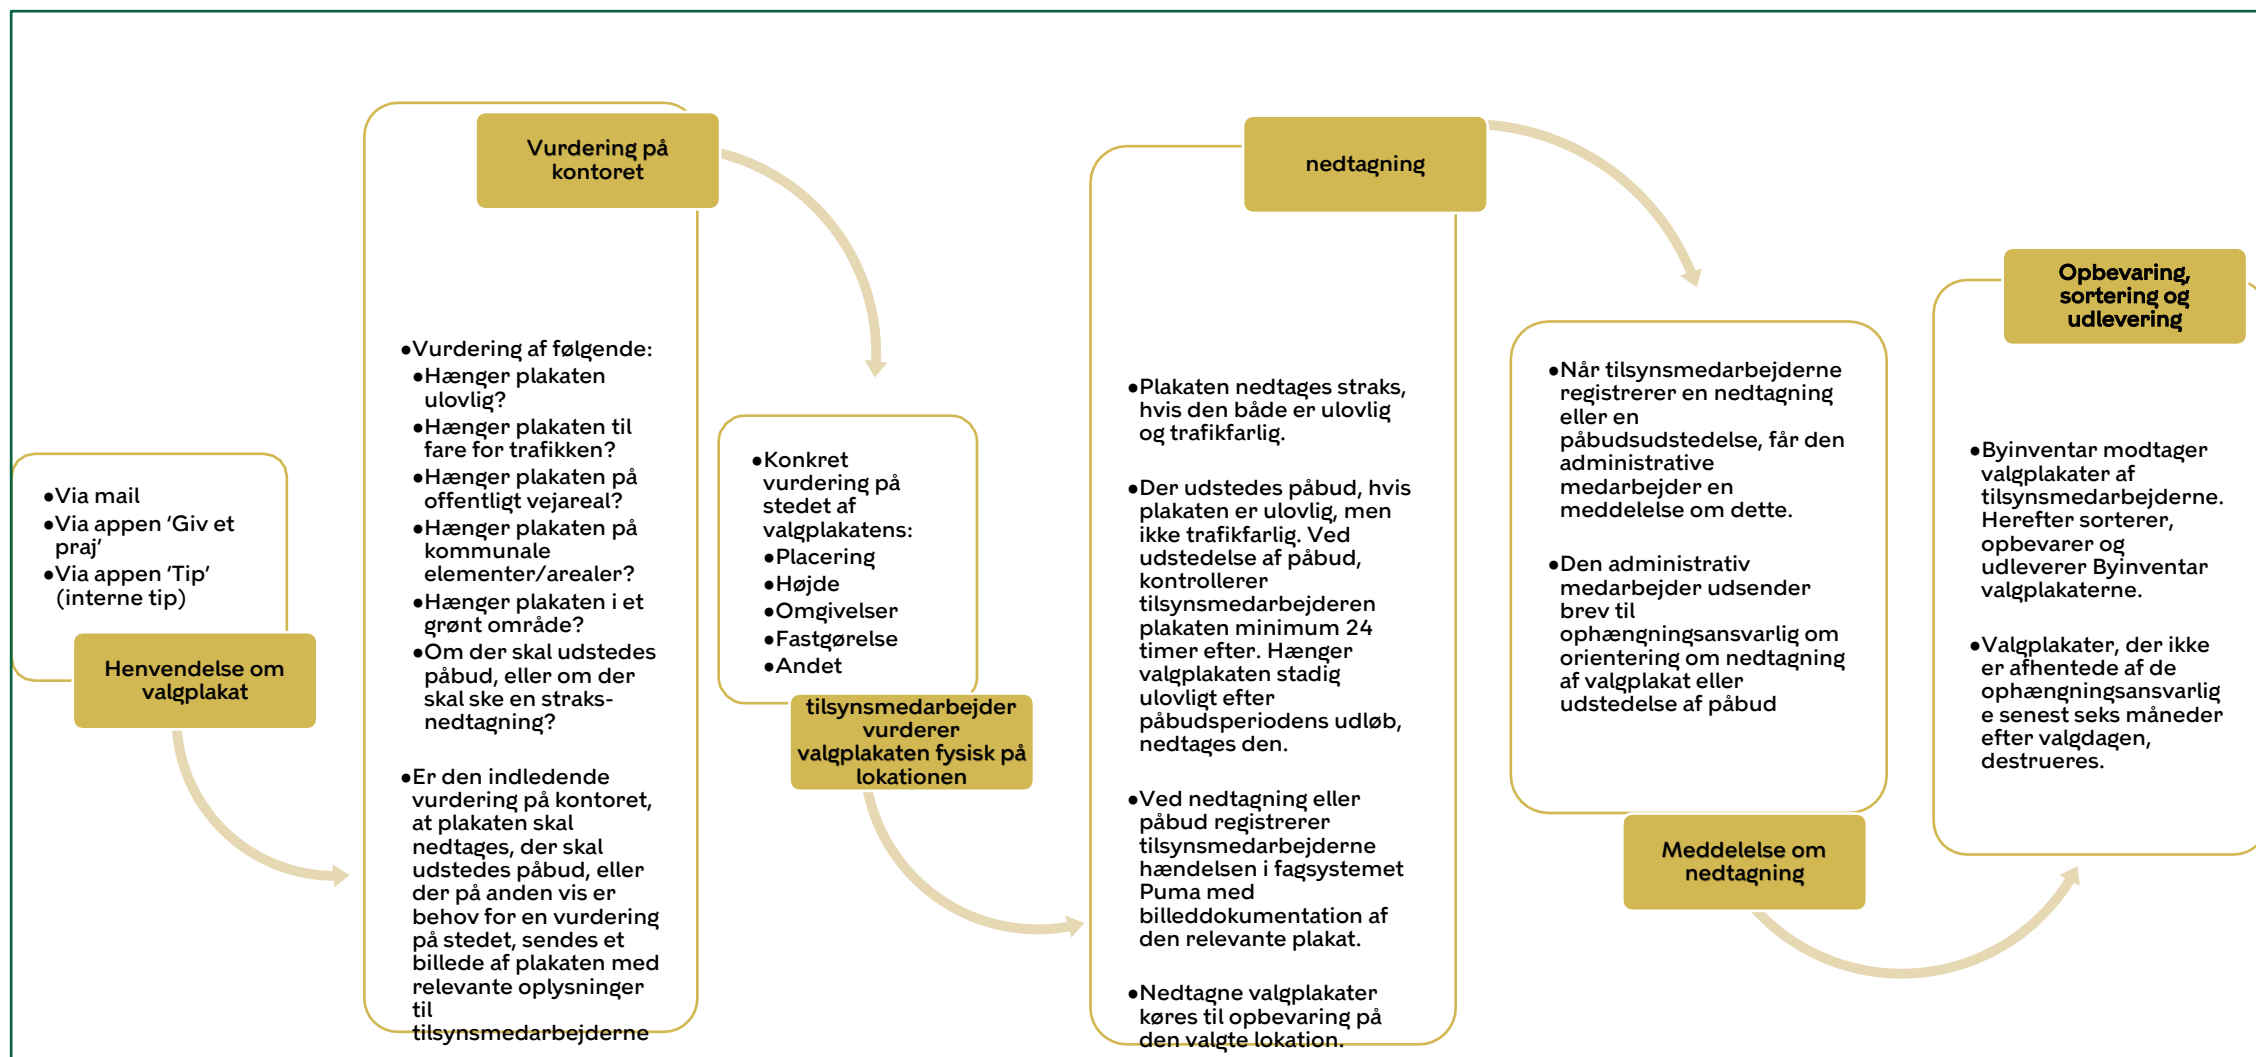 ●Via mail
●Via appen ‘Giv et
praj’
●Via appen ‘Tip’
(interne tip)
Henvendelse om
valgplakat
Vurdering på
kontoret
●Vurdering af følgende:
●Hænger plakaten
ulovlig?
●Hænger plakaten til
fare for trafikken?
●Hænger plakaten på
offentligt vejareal?
●Hænger plakaten på
kommunale
elementer/arealer?
●Hænger plakaten i et
grønt område?
●Om der skal udstedes
påbud, eller om der
skal ske en straks-
nedtagning?
●Er den indledende
vurdering på kontoret,
at plakaten skal
nedtages, der skal
udstedes påbud, eller
der på anden vis er
behov for en vurdering
på stedet, sendes et
billede af plakaten med
relevante oplysninger
til
tilsynsmedarbejderne
●Konkret
vurdering på
stedet af
valgplakatens:
●Placering
●Højde
●Omgivelser
●Fastgørelse
●Andet
tilsynsmedarbejder
vurderer
valgplakaten fysisk på
lokationen
nedtagning
●Plakaten nedtages straks,
hvis den både er ulovlig
og trafikfarlig.
●Der udstedes påbud, hvis
plakaten er ulovlig, men
ikke trafikfarlig. Ved
udstedelse af påbud,
kontrollerer
tilsynsmedarbejderen
plakaten minimum 24
timer efter. Hænger
valgplakaten stadig
ulovligt efter
påbudsperiodens udløb,
nedtages den.
●Ved nedtagning eller
påbud registrerer
tilsynsmedarbejderne
hændelsen i fagsystemet
Puma med
billeddokumentation af
den relevante plakat.
●Nedtagne valgplakater
køres til opbevaring på
den valgte lokation.
●Når tilsynsmedarbejderne
registrerer en nedtagning
eller en
påbudsudstedelse, får den
administrative
medarbejder en
meddelelse om dette.
●Den administrativ
medarbejder udsender
brev til
ophængningsansvarlig om
orientering om nedtagning
af valgplakat eller
udstedelse af påbud
Meddelelse om
nedtagning
Opbevaring,
sortering og
udlevering
●Byinventar modtager
valgplakater af
tilsynsmedarbejderne.
Herefter sorterer,
opbevarer og
udleverer Byinventar
valgplakaterne.
●Valgplakater, der ikke
er afhentede af de
ophængningsansvarlig
e senest seks måneder
efter valgdagen,
destrueres.